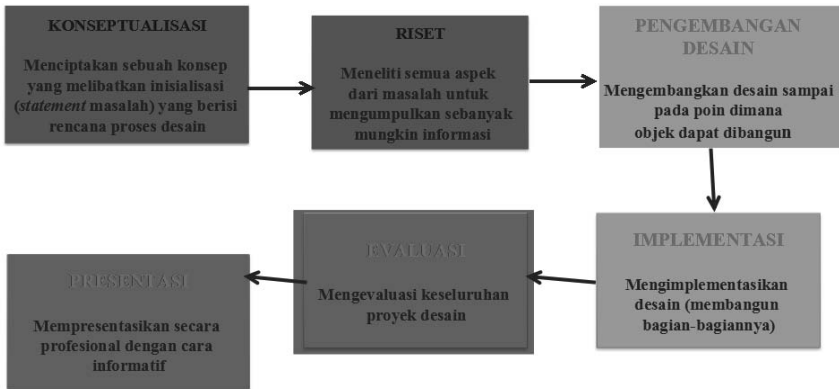 KONSEPTUALISASI
Menciptakan sebuah konsep
yang melibatkan inisialisasi
(statement masalah) yang berisi
rencana proses desain
RISET
Meneliti semua aspek
dari masalah untuk
mengumpulkan sebanyak
mungkin informasi
PENGEMBANGAN
DESAIN
Mengembangkan desain sampai
pada poin dimana
objek dapat dibangun
IMPLEMENTASI
Mengimplementasikan
desain (membangun
bagian-bagiannya)
EVALUASI
Mengevaluasi keseluruhan
proyek desain
PRESENTASI
Mempresentasikan secara
profesional dengan cara
informatif